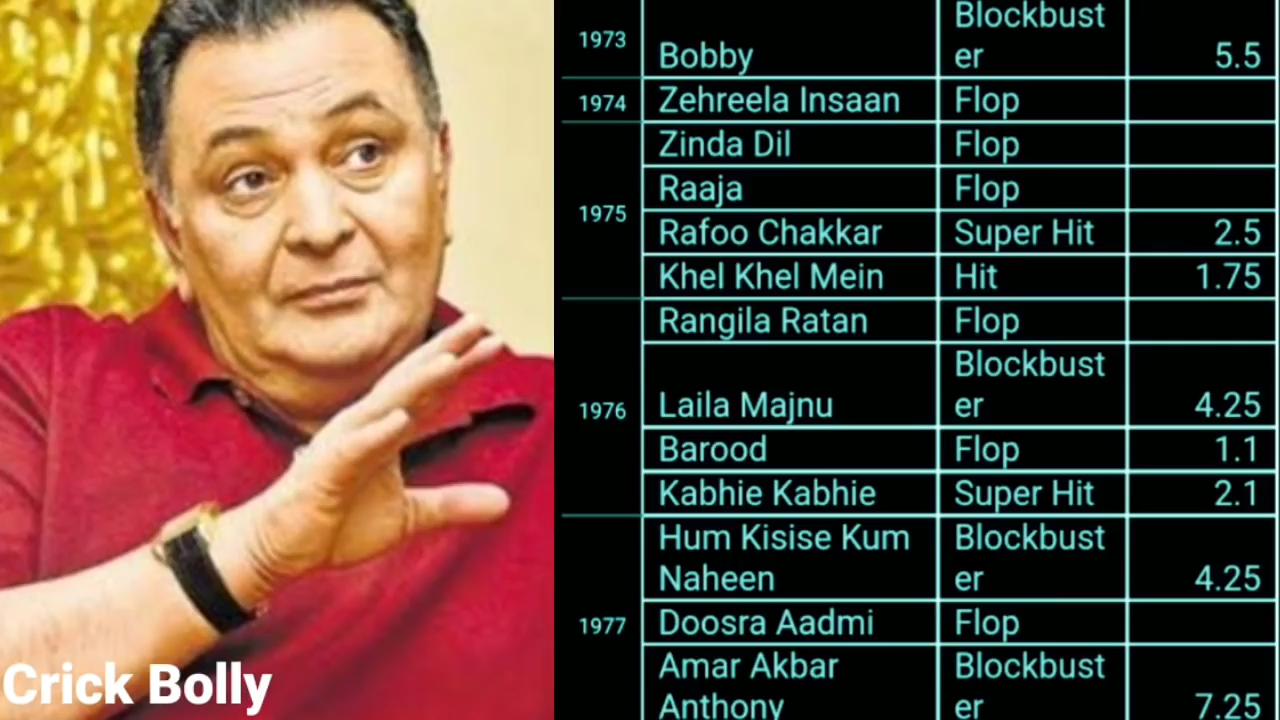 Crick Bolly
1973
Bobby
Blockbust
er
5.5
1974
Zehreela Insaan
Flop
1975
Zinda Dil
Flop
Raaja
Flop
Rafoo Chakkar
Super Hit
2.5
Khel Khel Mein
Hit
1.75
1976
Rangila Ratan
Flop
Laila Majnu
Blockbust
er
4.25
Barood
Flop
1.1
Kabhie Kabhie
Super Hit
2.1
1977
Hum Kisise Kum
Naheen
Blockbust
er
4.25
Doosra Aadmi
Flop
Amar Akbar
Anthony
Blockbust
er
7.25